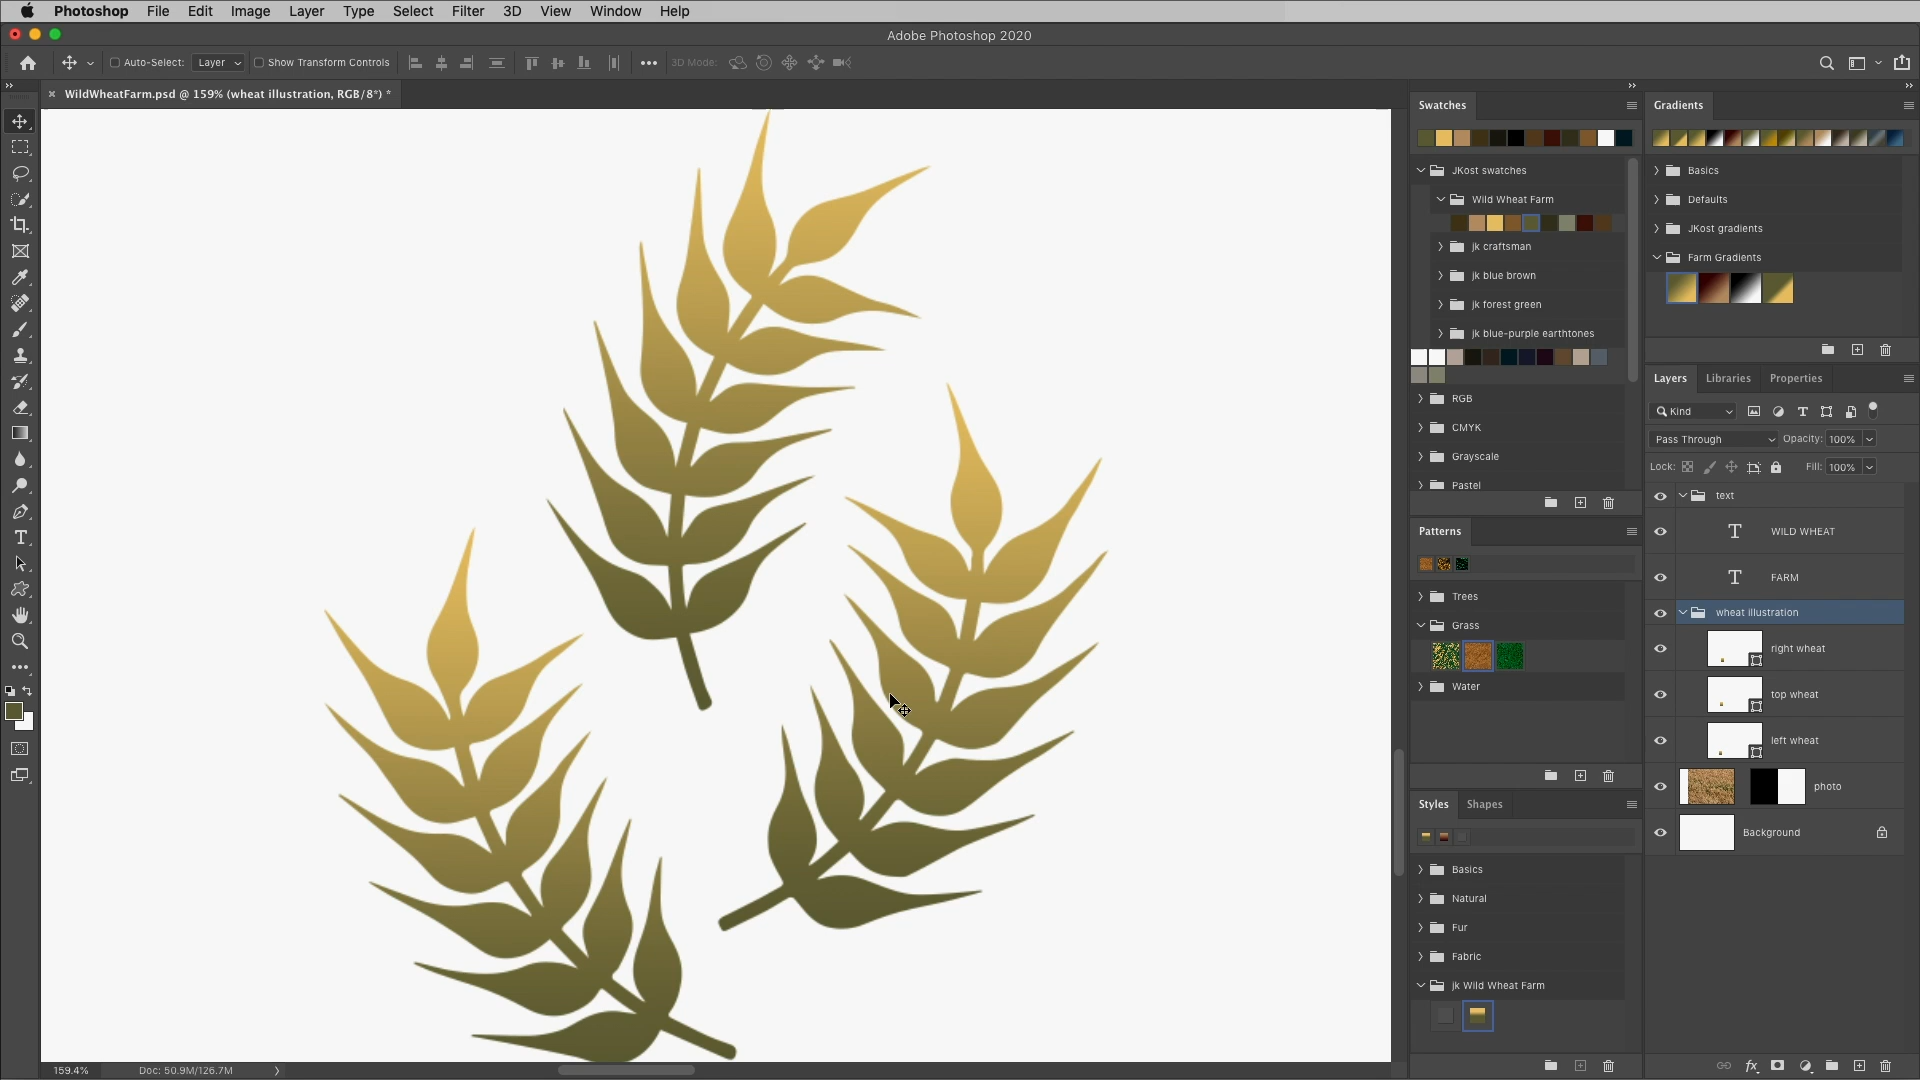 Photoshop File Edit Image Layer Type Select Filter 3D View Window Help
Adobe Photoshop 2020
Auto-Select: Layer Show Transform Controls 3D Mode:
WildWheatFarm.psd @ 159% (wheat illustration, RGB/8*) *
Swatches
JKost swatches
Wild Wheat Farm
jk craftsman
jk blue brown
jk forest green
jk blue-purple earthtones
RGB
CMYK
Grayscale
Pastel
Patterns
Trees
Grass
Water
Styles Shapes
Basics
Natural
Fur
Fabric
jk Wild Wheat Farm
Gradients
Basics
Defaults
JKost gradients
Farm Gradients
Layers Libraries Properties
Kind
Pass Through Opacity: 100%
Lock: Fill: 100%
text
T WILD WHEAT
T FARM
wheat illustration
right wheat
top wheat
left wheat
photo
Background
fx
159.4% Doc: 50.9M/126.7M